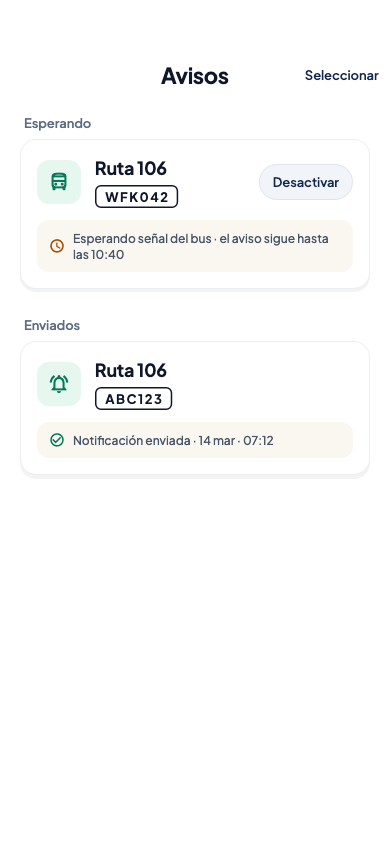 Avisos
Seleccionar
Esperando
Ruta 106
WFK042
Desactivar
Esperando señal del bus · el aviso sigue hasta
las 10:40
Enviados
Ruta 106
ABC123
Notificación enviada · 14 mar · 07:12